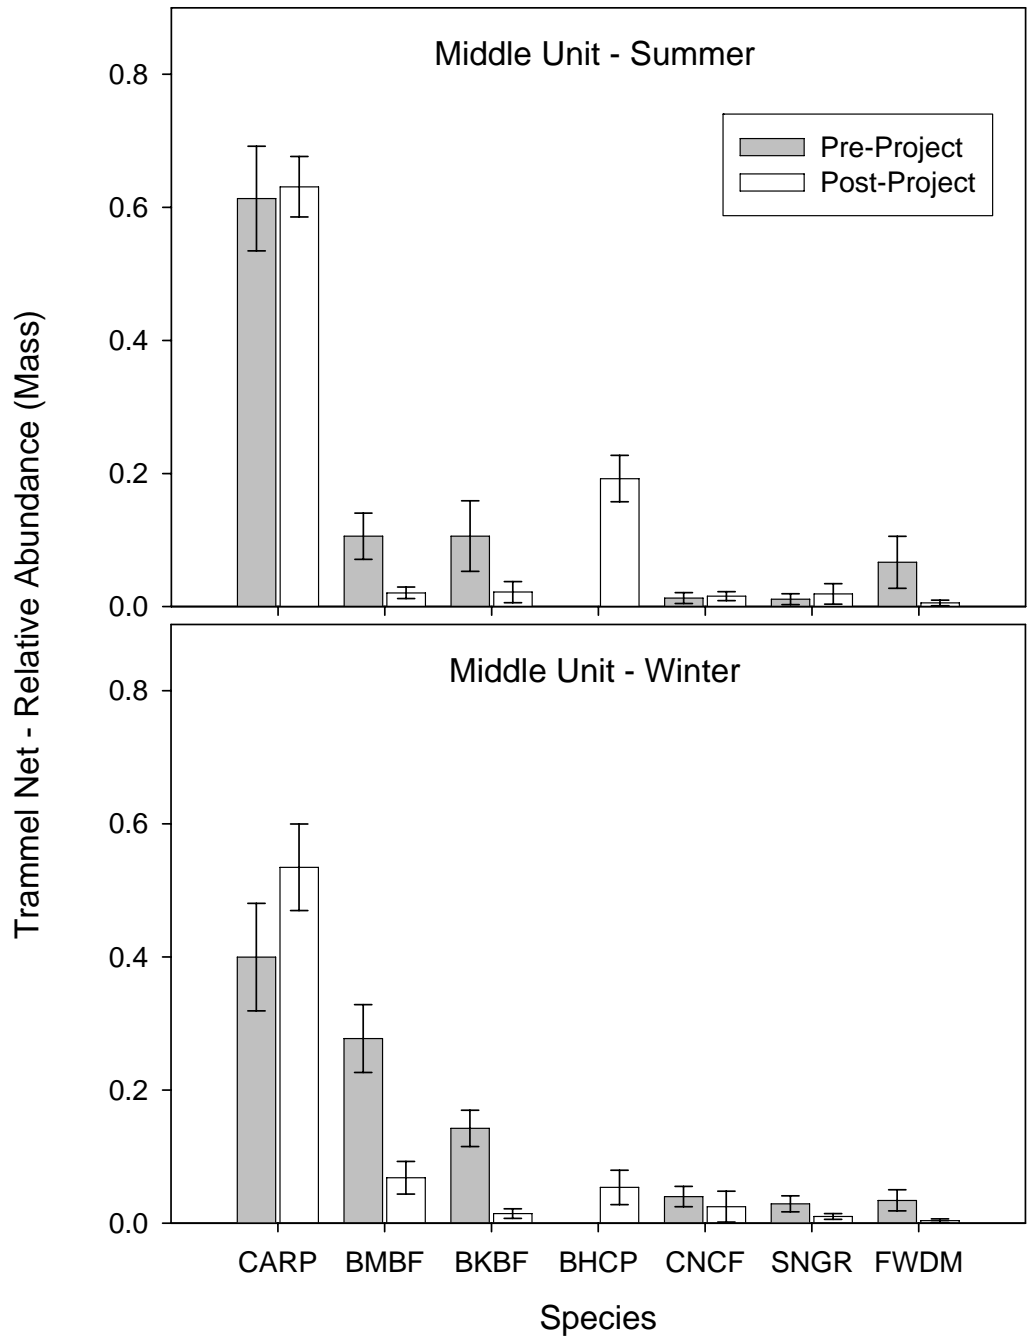 Trammel Net - Relative Abundance (Mass)
Middle Unit - Summer
Pre-Project
Post-Project
0.8
0.6
0.4
0.2
0.0
Middle Unit - Winter
0.8
0.6
0.4
0.2
0.0
CARP BMBF BKBF BHCP CNCF SNGR FWDM
Species